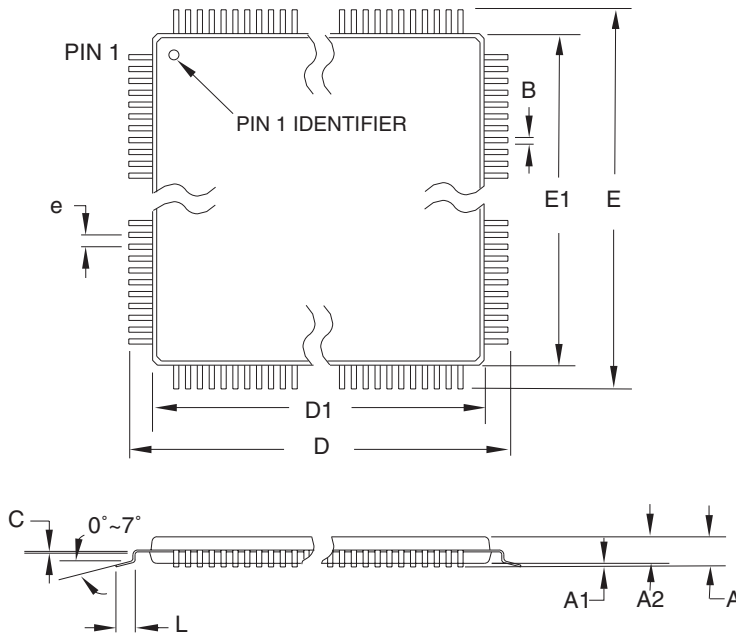 PIN 1
B
PIN 1 IDENTIFIER
E1
E
e
D1
D
C
0°~7°
A1
A2
A
L